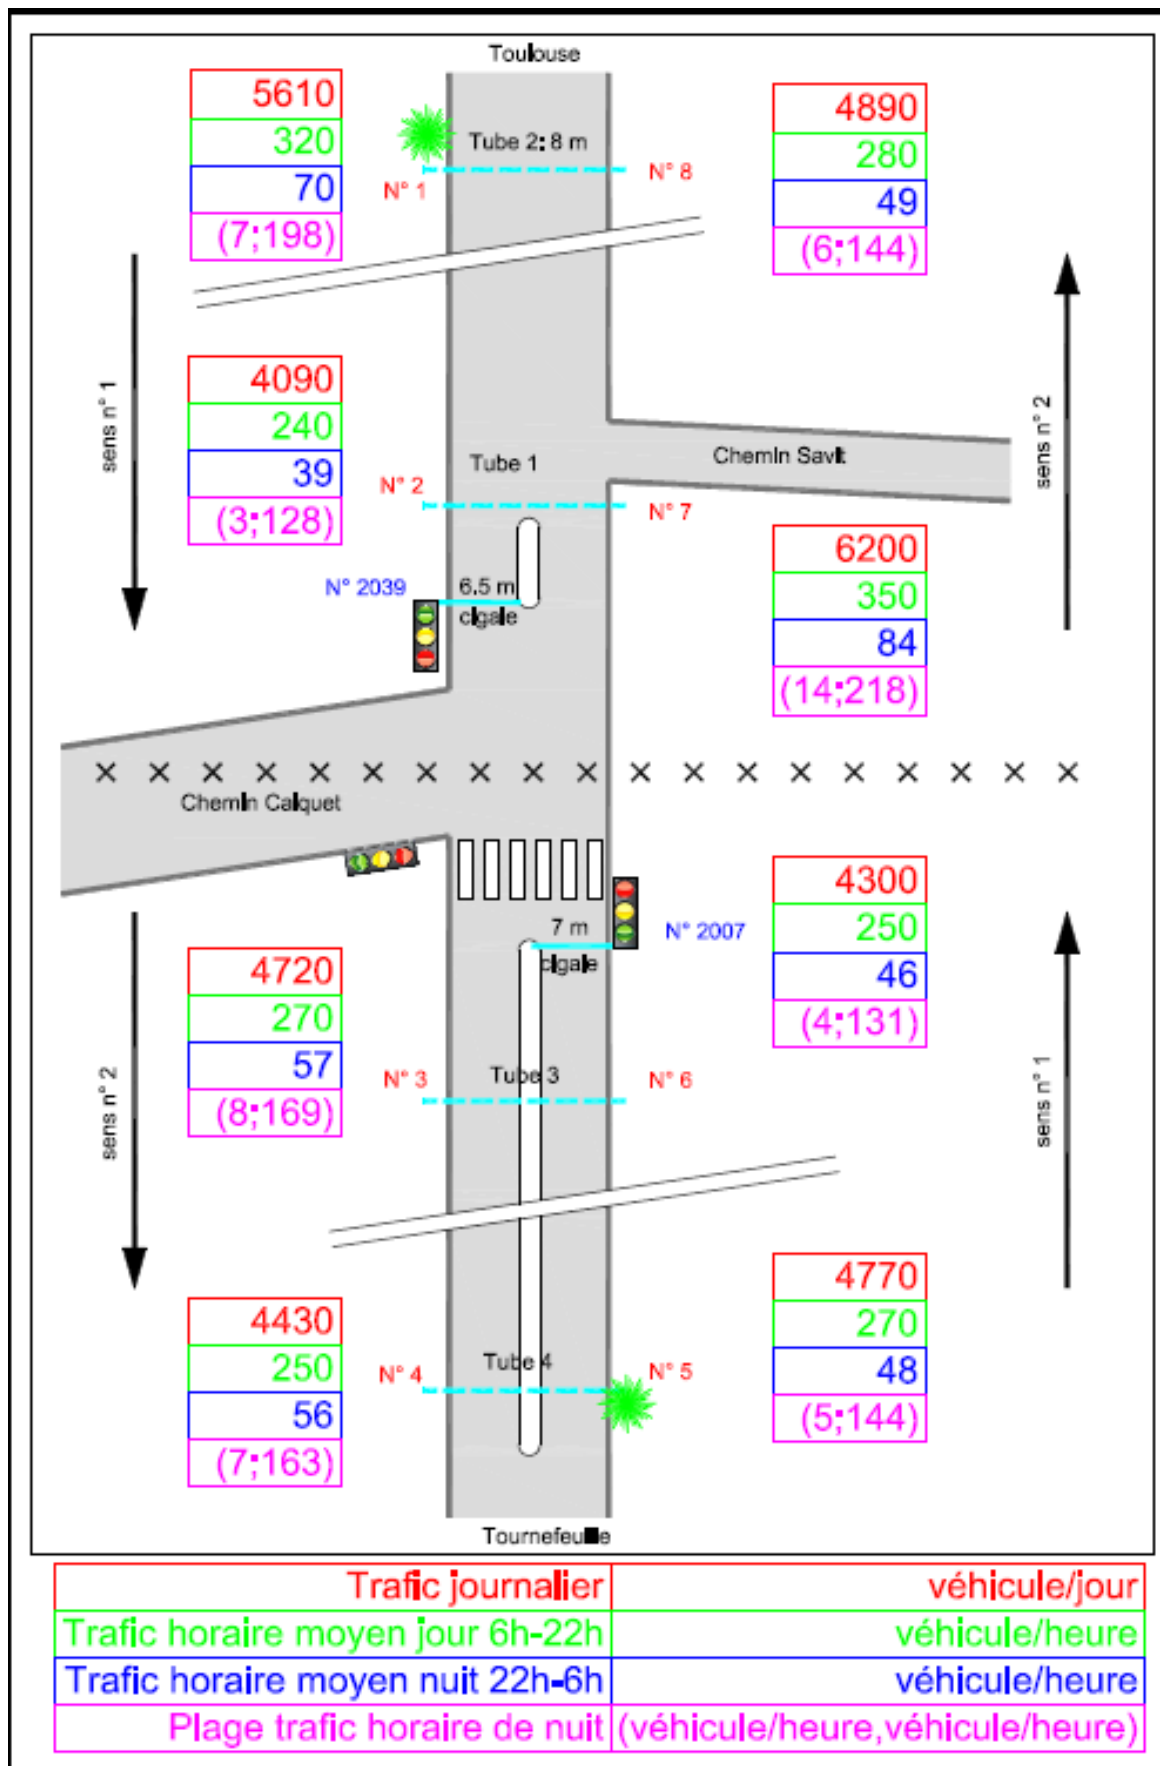 Toulouse
5610
320
70
(7;198)
Tube 2: 8 m
N° 1
N° 8
4890
280
49
(6;144)
sens n° 1
sens n° 2
4090
240
39
(3;128)
Tube 1
Chemin Savit
N° 2
N° 7
N° 2039
6.5 m
cigale
6200
350
84
(14;218)
Chemin Calquet
4300
250
46
(4;131)
7 m
cigale
N° 2007
4720
270
57
(8;169)
N° 3
Tube 3
N° 6
sens n° 2
sens n° 1
4430
250
56
(7;163)
Tube 4
N° 4
N° 5
4770
270
48
(5;144)
Tournefeuille
Trafic journalier véhicule/jour
Trafic horaire moyen jour 6h-22h véhicule/heure
Trafic horaire moyen nuit 22h-6h véhicule/heure
Plage trafic horaire de nuit (véhicule/heure,véhicule/heure)